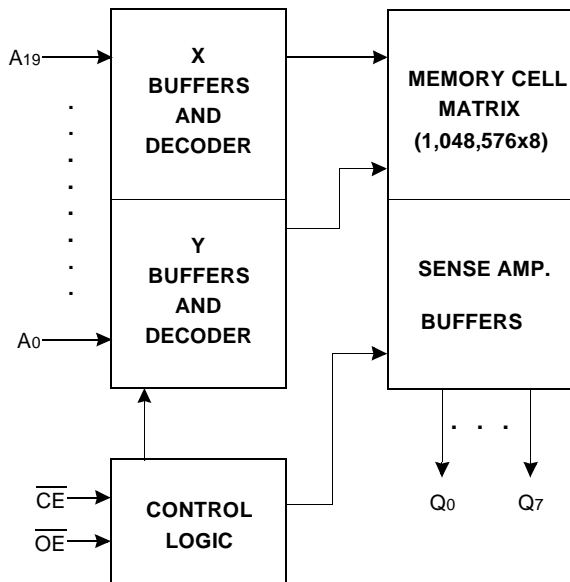 A19
A0
X
BUFFERS
AND
DECODER
Y
BUFFERS
AND
DECODER
MEMORY CELL
MATRIX
(1,048,576x8)
SENSE AMP.
BUFFERS
CE
OE
CONTROL
LOGIC
Q0
Q7